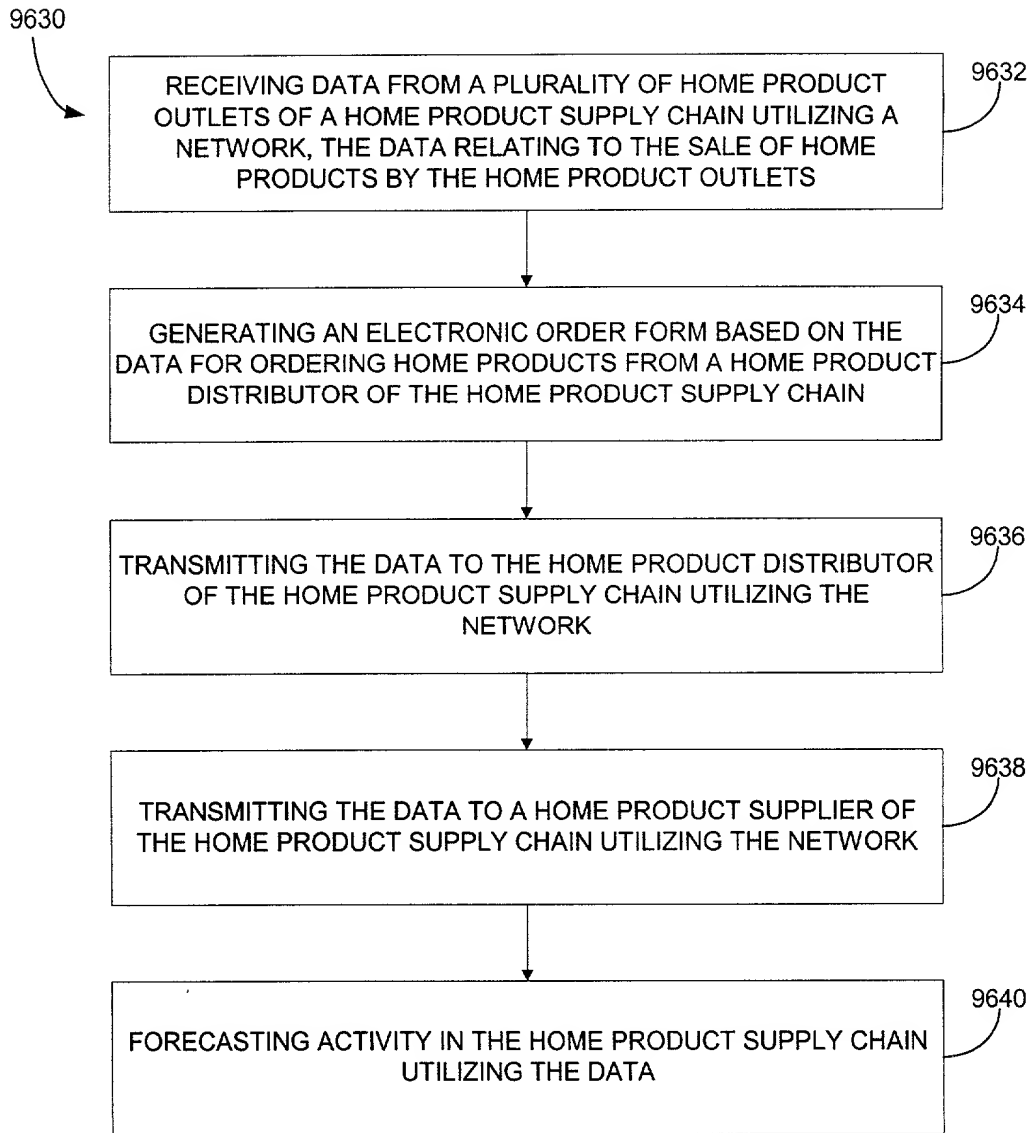 9630
9632
RECEIVING DATA FROM A PLURALITY OF HOME PRODUCT
OUTLETS OF A HOME PRODUCT SUPPLY CHAIN UTILIZING A
NETWORK, THE DATA RELATING TO THE SALE OF HOME
PRODUCTS BY THE HOME PRODUCT OUTLETS
9634
GENERATING AN ELECTRONIC ORDER FORM BASED ON THE
DATA FOR ORDERING HOME PRODUCTS FROM A HOME PRODUCT
DISTRIBUTOR OF THE HOME PRODUCT SUPPLY CHAIN
9636
TRANSMITTING THE DATA TO THE HOME PRODUCT DISTRIBUTOR
OF THE HOME PRODUCT SUPPLY CHAIN UTILIZING THE
NETWORK
9638
TRANSMITTING THE DATA TO A HOME PRODUCT SUPPLIER OF
THE HOME PRODUCT SUPPLY CHAIN UTILIZING THE NETWORK
9640
FORECASTING ACTIVITY IN THE HOME PRODUCT SUPPLY CHAIN
UTILIZING THE DATA